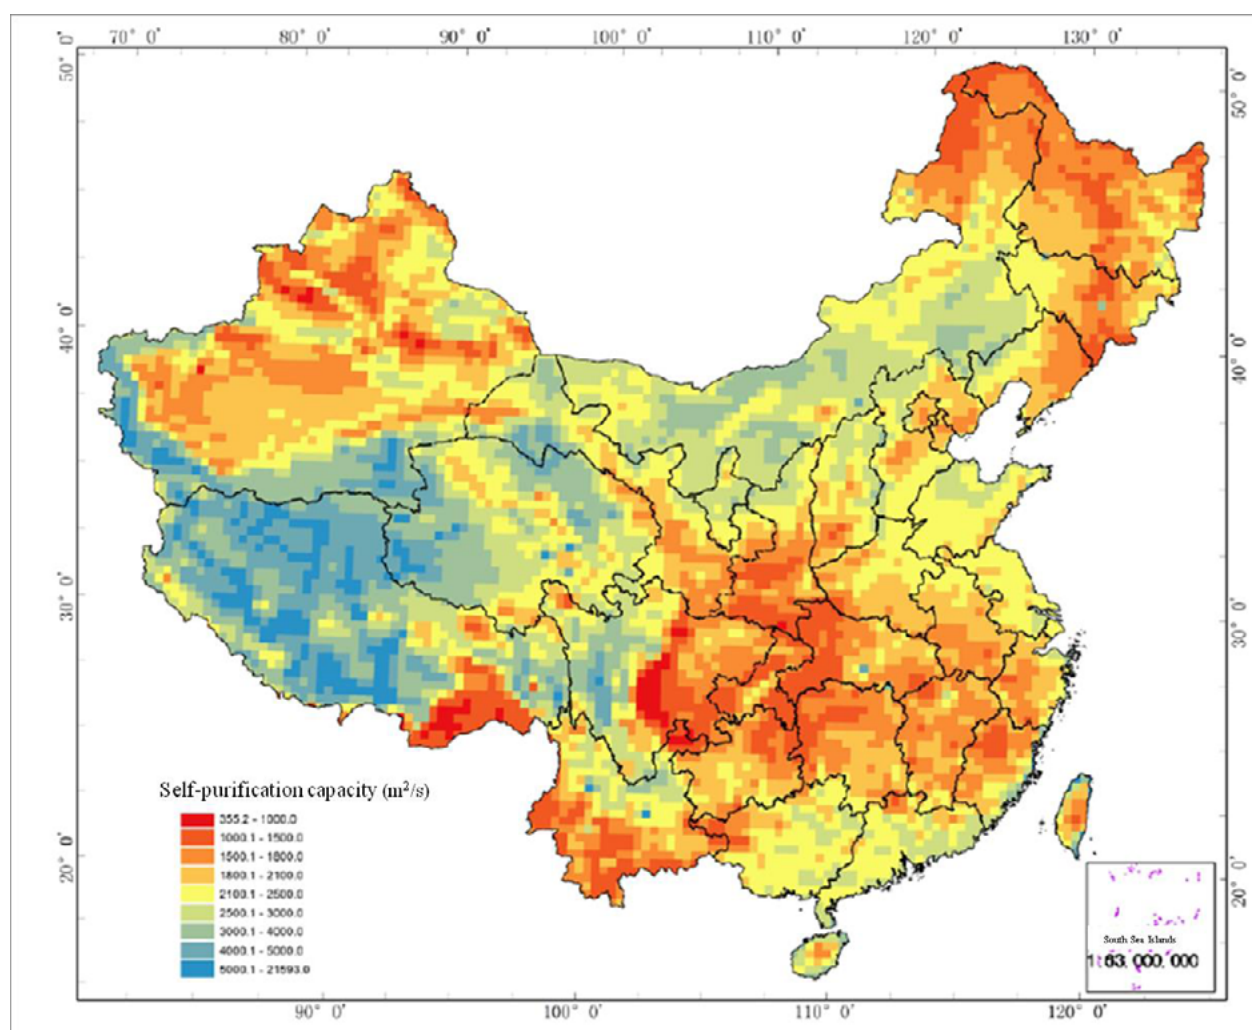 70° 0′ 80° 0′ 90° 0′ 100° 0′ 110° 0′ 120° 0′ 130° 0′
50° 0′
50° 0′
40° 0′
40° 0′
30° 0′
30° 0′
20° 0′
20° 0′
Self-purification capacity (m²/s)
355.2 - 1000.0
1000.1 - 1500.0
1500.1 - 1800.0
1800.1 - 2100.0
2100.1 - 2500.0
2500.1 - 3000.0
3000.1 - 4000.0
4000.1 - 5000.0
5000.1 - 21593.0
South Sea Islands
1:63,000,000
90° 0′ 100° 0′ 110° 0′ 120° 0′